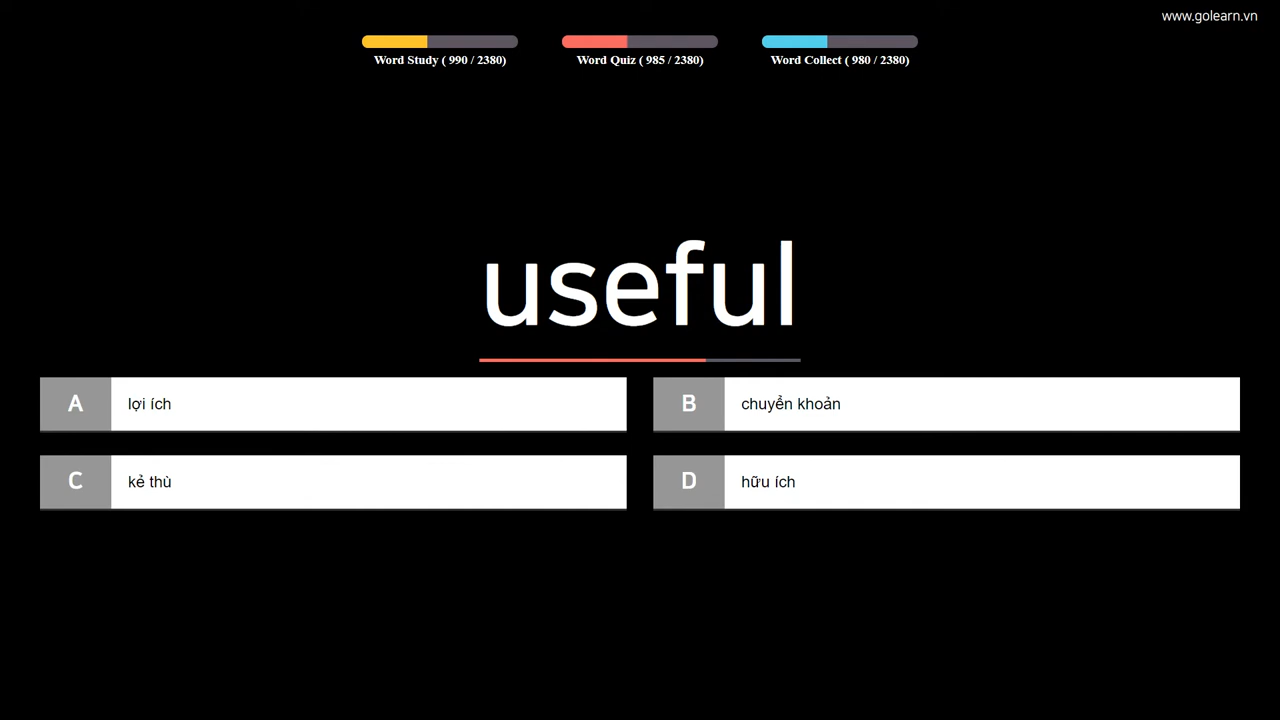 www.golearn.vn
Word Study ( 990 / 2380)
Word Quiz ( 985 / 2380)
Word Collect ( 980 / 2380)
useful
A lợi ích
B chuyển khoản
C kẻ thù
D hữu ích